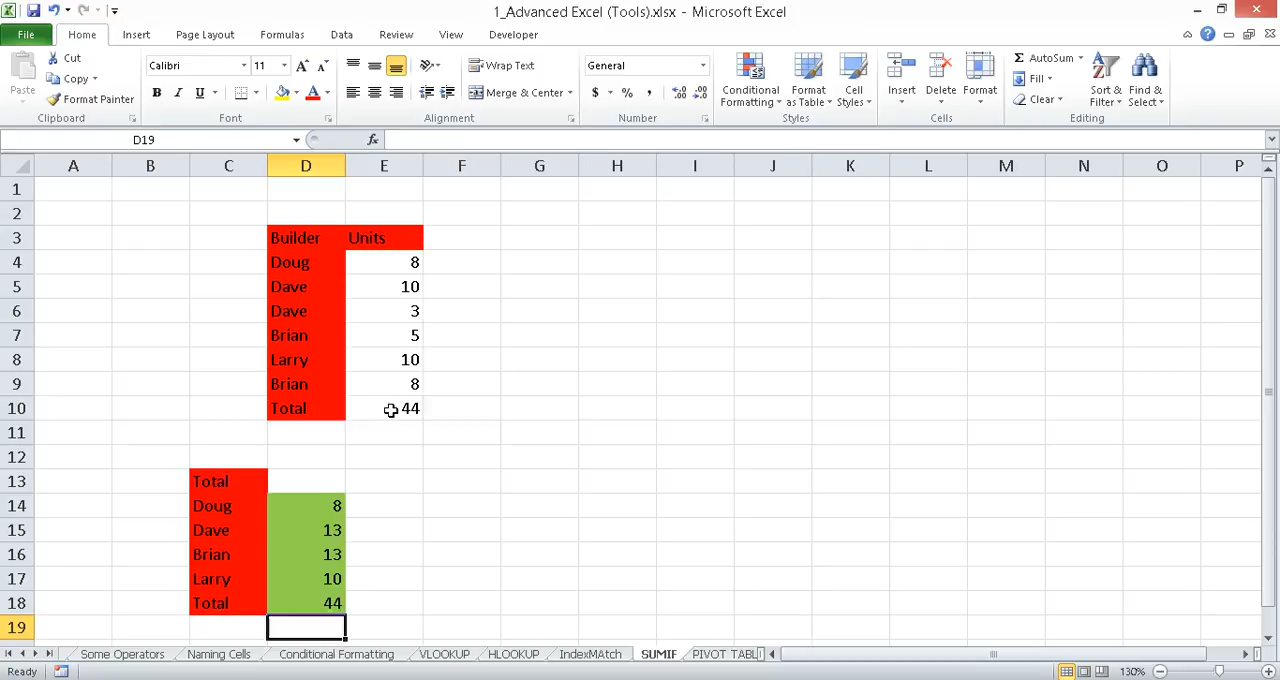 1_Advanced Excel (Tools).xlsx - Microsoft Excel
File Home Insert Page Layout Formulas Data Review View Developer
Paste Cut Copy Format Painter Clipboard
Calibri 11 A A B I U A Font
Wrap Text Merge & Center Alignment
General $ % , Number
Conditional Formatting Format as Table Cell Styles Styles
Insert Delete Format Cells
Σ AutoSum Fill Clear Sort & Filter Find & Select Editing
D19 fx
A B C D E F G H I J K L M N O P
1
2
3 Builder Units
4 Doug 8
5 Dave 10
6 Dave 3
7 Brian 5
8 Larry 10
9 Brian 8
10 Total 44
11
12
13 Total
14 Doug 8
15 Dave 13
16 Brian 13
17 Larry 10
18 Total 44
19
Some Operators Naming Cells Conditional Formatting VLOOKUP HLOOKUP IndexMAtch SUMIF PIVOT TABL
Ready 130%